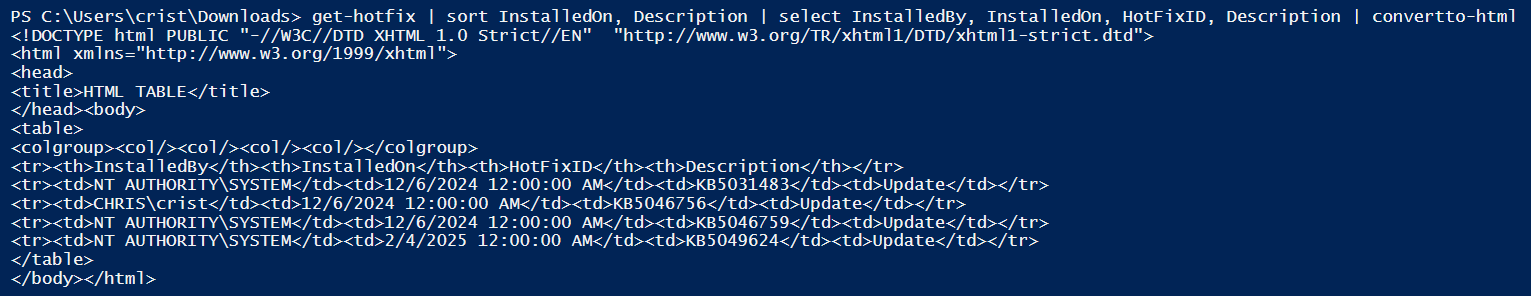 PS C:\Users\crist\Downloads> get-hotfix | sort InstalledOn, Description | select InstalledBy, InstalledOn, HotFixID, Description | convertto-html
<!DOCTYPE html PUBLIC "-//W3C//DTD XHTML 1.0 Strict//EN"  "http://www.w3.org/TR/xhtml1/DTD/xhtml1-strict.dtd">
<html xmlns="http://www.w3.org/1999/xhtml">
<head>
<title>HTML TABLE</title>
</head><body>
<table>
<colgroup><col/><col/><col/><col/></colgroup>
<tr><th>InstalledBy</th><th>InstalledOn</th><th>HotFixID</th><th>Description</th></tr>
<tr><td>NT AUTHORITY\SYSTEM</td><td>12/6/2024 12:00:00 AM</td><td>KB5031483</td><td>Update</td></tr>
<tr><td>CHRIS\crist</td><td>12/6/2024 12:00:00 AM</td><td>KB5046756</td><td>Update</td></tr>
<tr><td>NT AUTHORITY\SYSTEM</td><td>12/6/2024 12:00:00 AM</td><td>KB5046759</td><td>Update</td></tr>
<tr><td>NT AUTHORITY\SYSTEM</td><td>2/4/2025 12:00:00 AM</td><td>KB5049624</td><td>Update</td></tr>
</table>
</body></html>